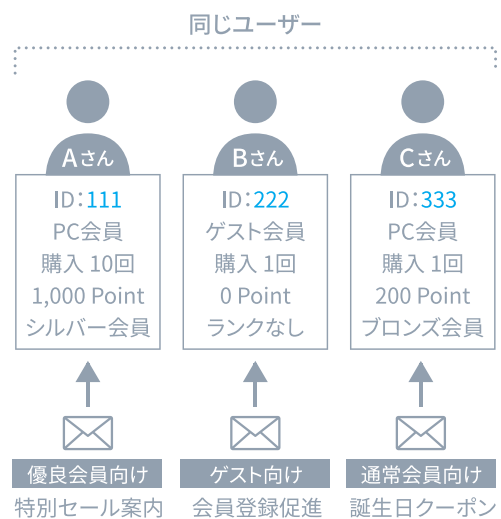 同じユーザー
Aさん
ID:111
PC会員
購入 10回
1,000 Point
シルバー会員
優良会員向け
特別セール案内
Bさん
ID:222
ゲスト会員
購入 1回
0 Point
ランクなし
ゲスト向け
会員登録促進
Cさん
ID:333
PC会員
購入 1回
200 Point
ブロンズ会員
通常会員向け
誕生日クーポン